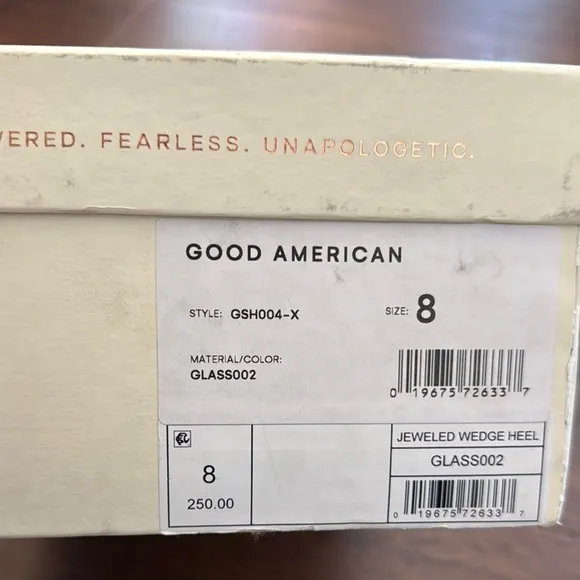 FEARLESS. UNAPOLOGETIC.
GOOD AMERICAN
STYLE: GSH004-X
SIZE: 8
MATERIAL/COLOR:
GLASS002
0 19675 72633 7
8
250.00
JEWELED WEDGE HEEL
GLASS002
0 19675 72633 7